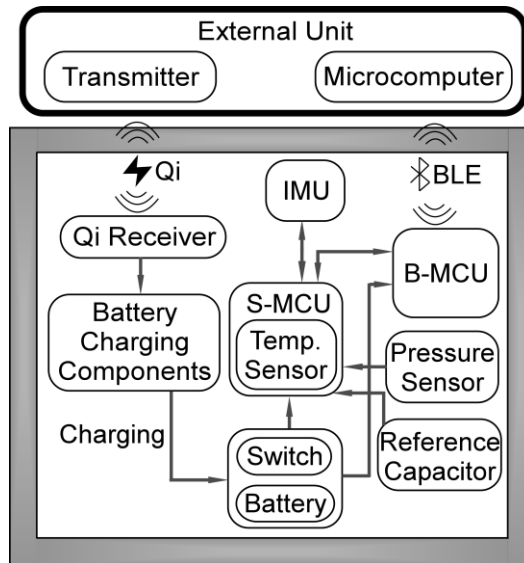 External Unit
Transmitter
Microcomputer
Qi
BLE
IMU
Qi Receiver
B-MCU
S-MCU
Battery
Charging
Components
Temp.
Sensor
Pressure
Sensor
Charging
Reference
Capacitor
Switch
Battery